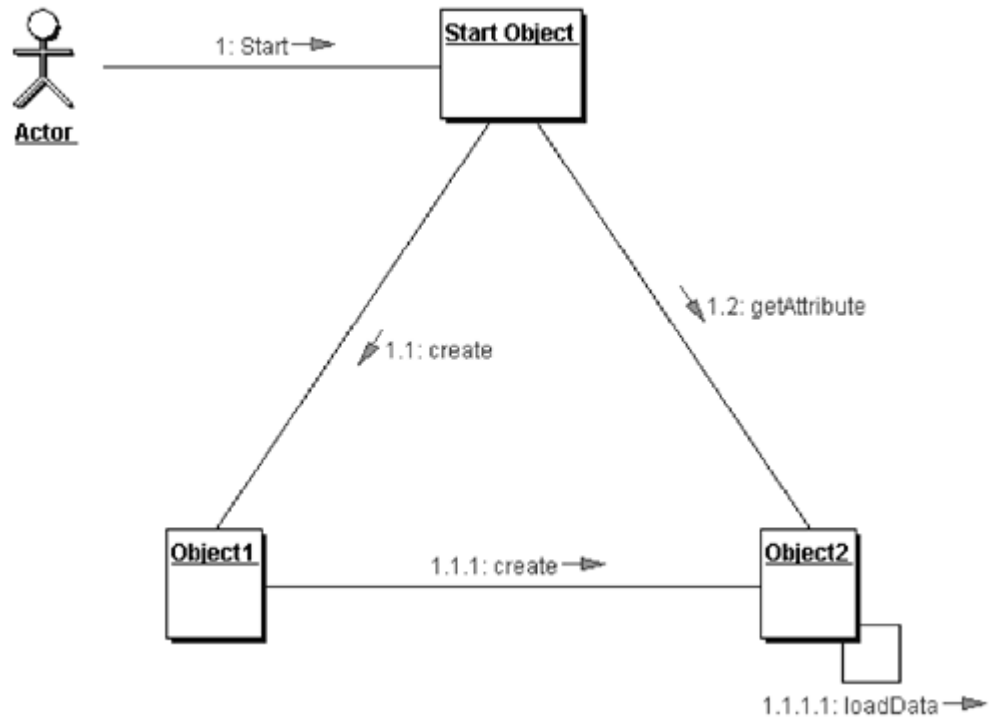 1: Start
Start Object
Actor
1.2: getAttribute
1.1: create
Object1
1.1.1: create
Object2
1.1.1.1: loadData